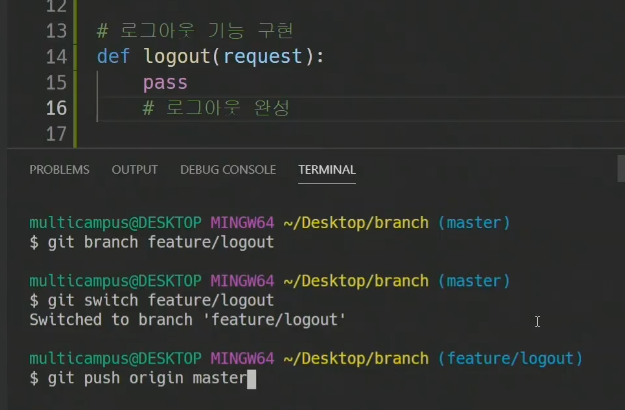 12
13 # 로그아웃 기능 구현
14 def logout(request):
15 pass
16 # 로그아웃 완성
17
PROBLEMS OUTPUT DEBUG CONSOLE TERMINAL
multicampus@DESKTOP MINGW64 ~/Desktop/branch (master)
$ git branch feature/logout
multicampus@DESKTOP MINGW64 ~/Desktop/branch (master)
$ git switch feature/logout
Switched to branch 'feature/logout'
multicampus@DESKTOP MINGW64 ~/Desktop/branch (feature/logout)
$ git push origin master